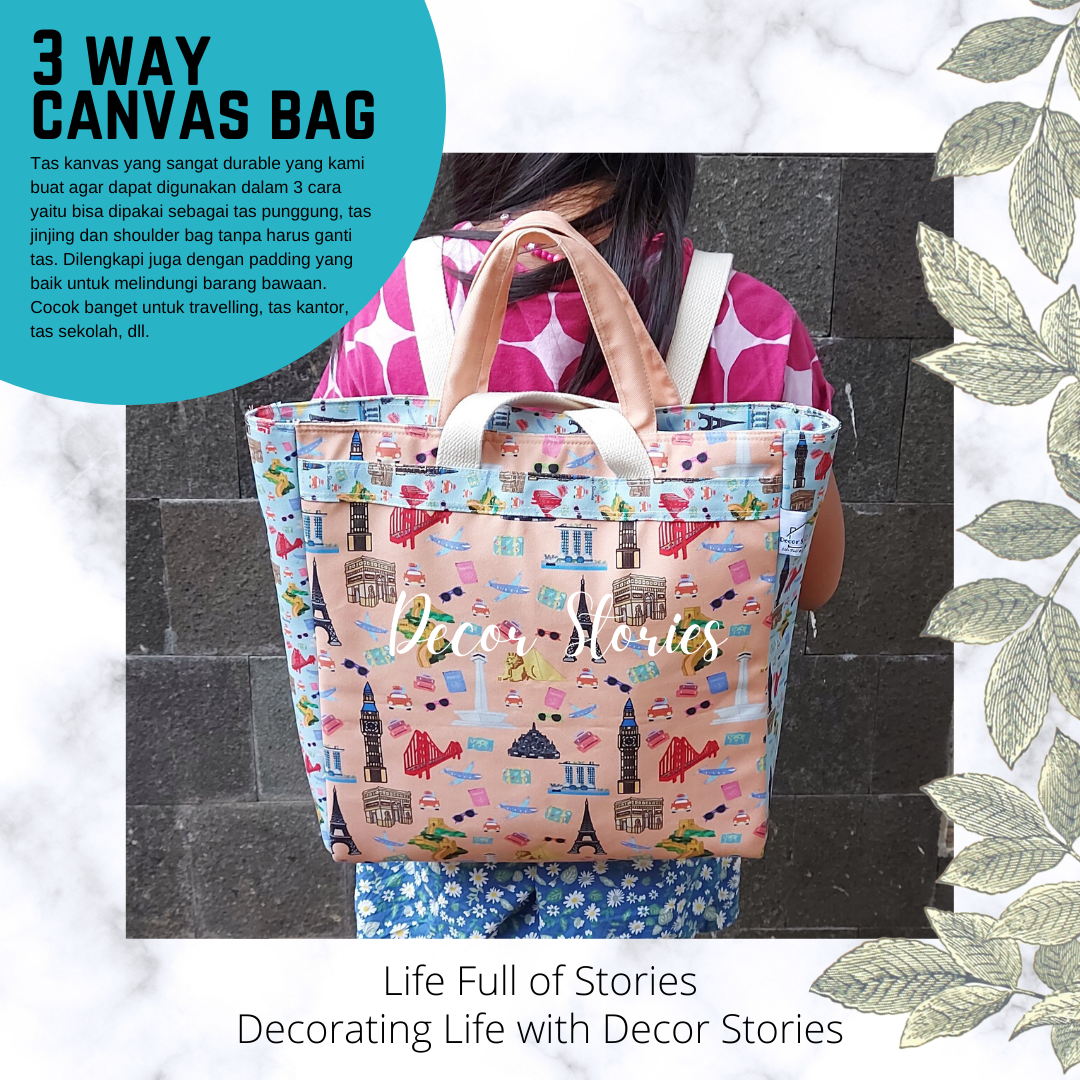 3 WAY
CANVAS BAG
Tas kanvas yang sangat durable yang kami
buat agar dapat digunakan dalam 3 cara
yaitu bisa dipakai sebagai tas punggung, tas
jinjing dan shoulder bag tanpa harus ganti
tas. Dilengkapi juga dengan padding yang
baik untuk melindungi barang bawaan.
Cocok banget untuk travelling, tas kantor,
tas sekolah, dll.
Decor Stories
Life Full of Stories
Decorating Life with Decor Stories